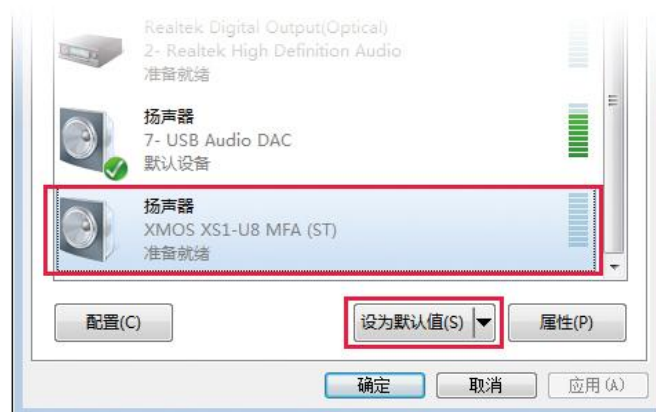 Realtek Digital Output(Optical)
2- Realtek High Definition Audio
准备就绪
扬声器
7- USB Audio DAC
默认设备
扬声器
XMOS XS1-U8 MFA (ST)
准备就绪
配置(C)
设为默认值(S)
属性(P)
确定
取消
应用(A)